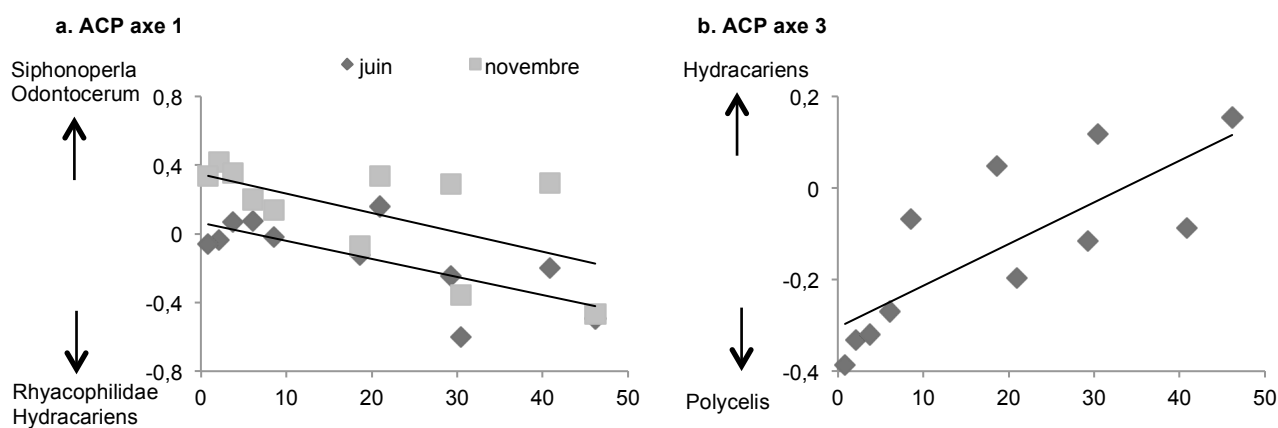 a. ACP axe 1
Siphonoperla
Odontocerum
juin
novembre
0,8
0,4
0
-0,4
-0,8
Rhyacophilidae
Hydracariens
0 10 20 30 40 50
b. ACP axe 3
Hydracariens
0,2
0
-0,2
-0,4
Polycelis
0 10 20 30 40 50